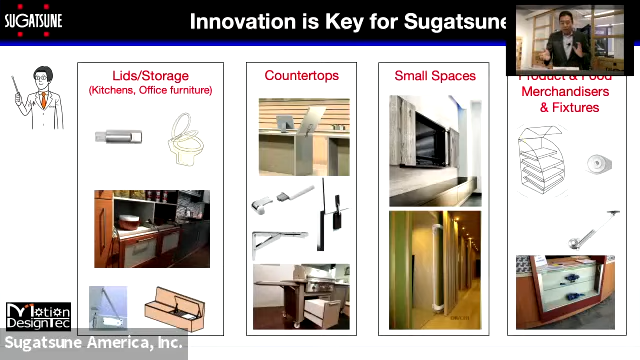 SUGATSUNE
Innovation is Key for Sugatsune
Lids/Storage
(Kitchens, Office furniture)
Countertops
Small Spaces
Product & Food
Merchandisers
& Fixtures
Motion
DesignTec
Sugatsune America, Inc.